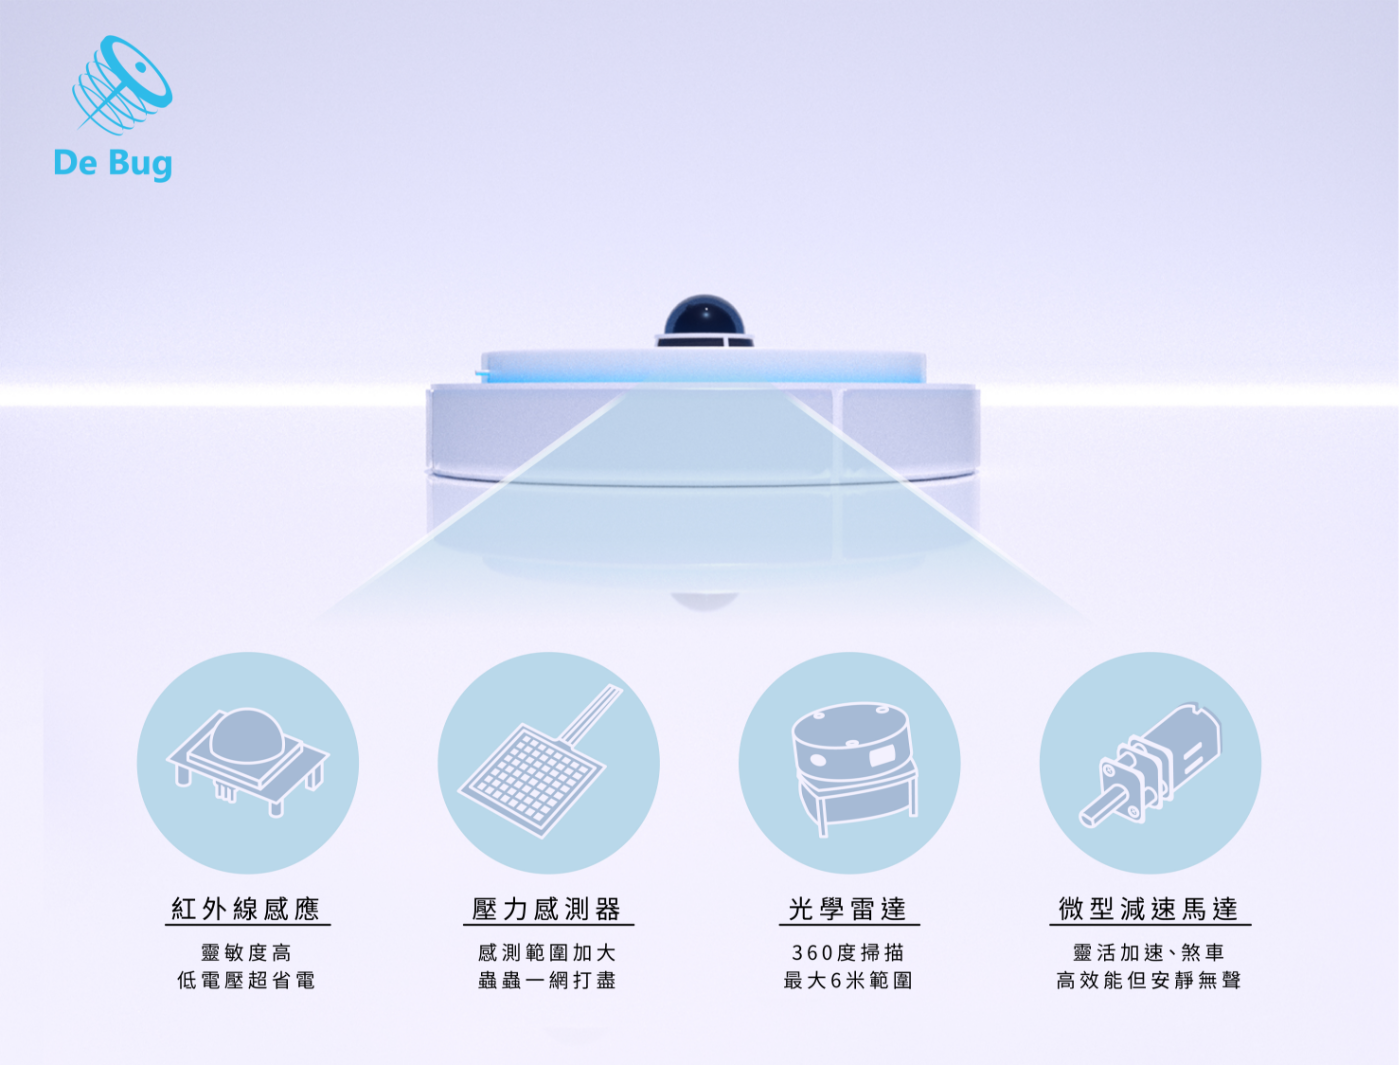 De Bug
紅外線感應
靈敏度高
低電壓超省電
壓力感測器
感測範圍加大
蟲蟲一網打盡
光學雷達
360度掃描
最大6米範圍
微型減速馬達
靈活加速、煞車
高效能但安靜無聲